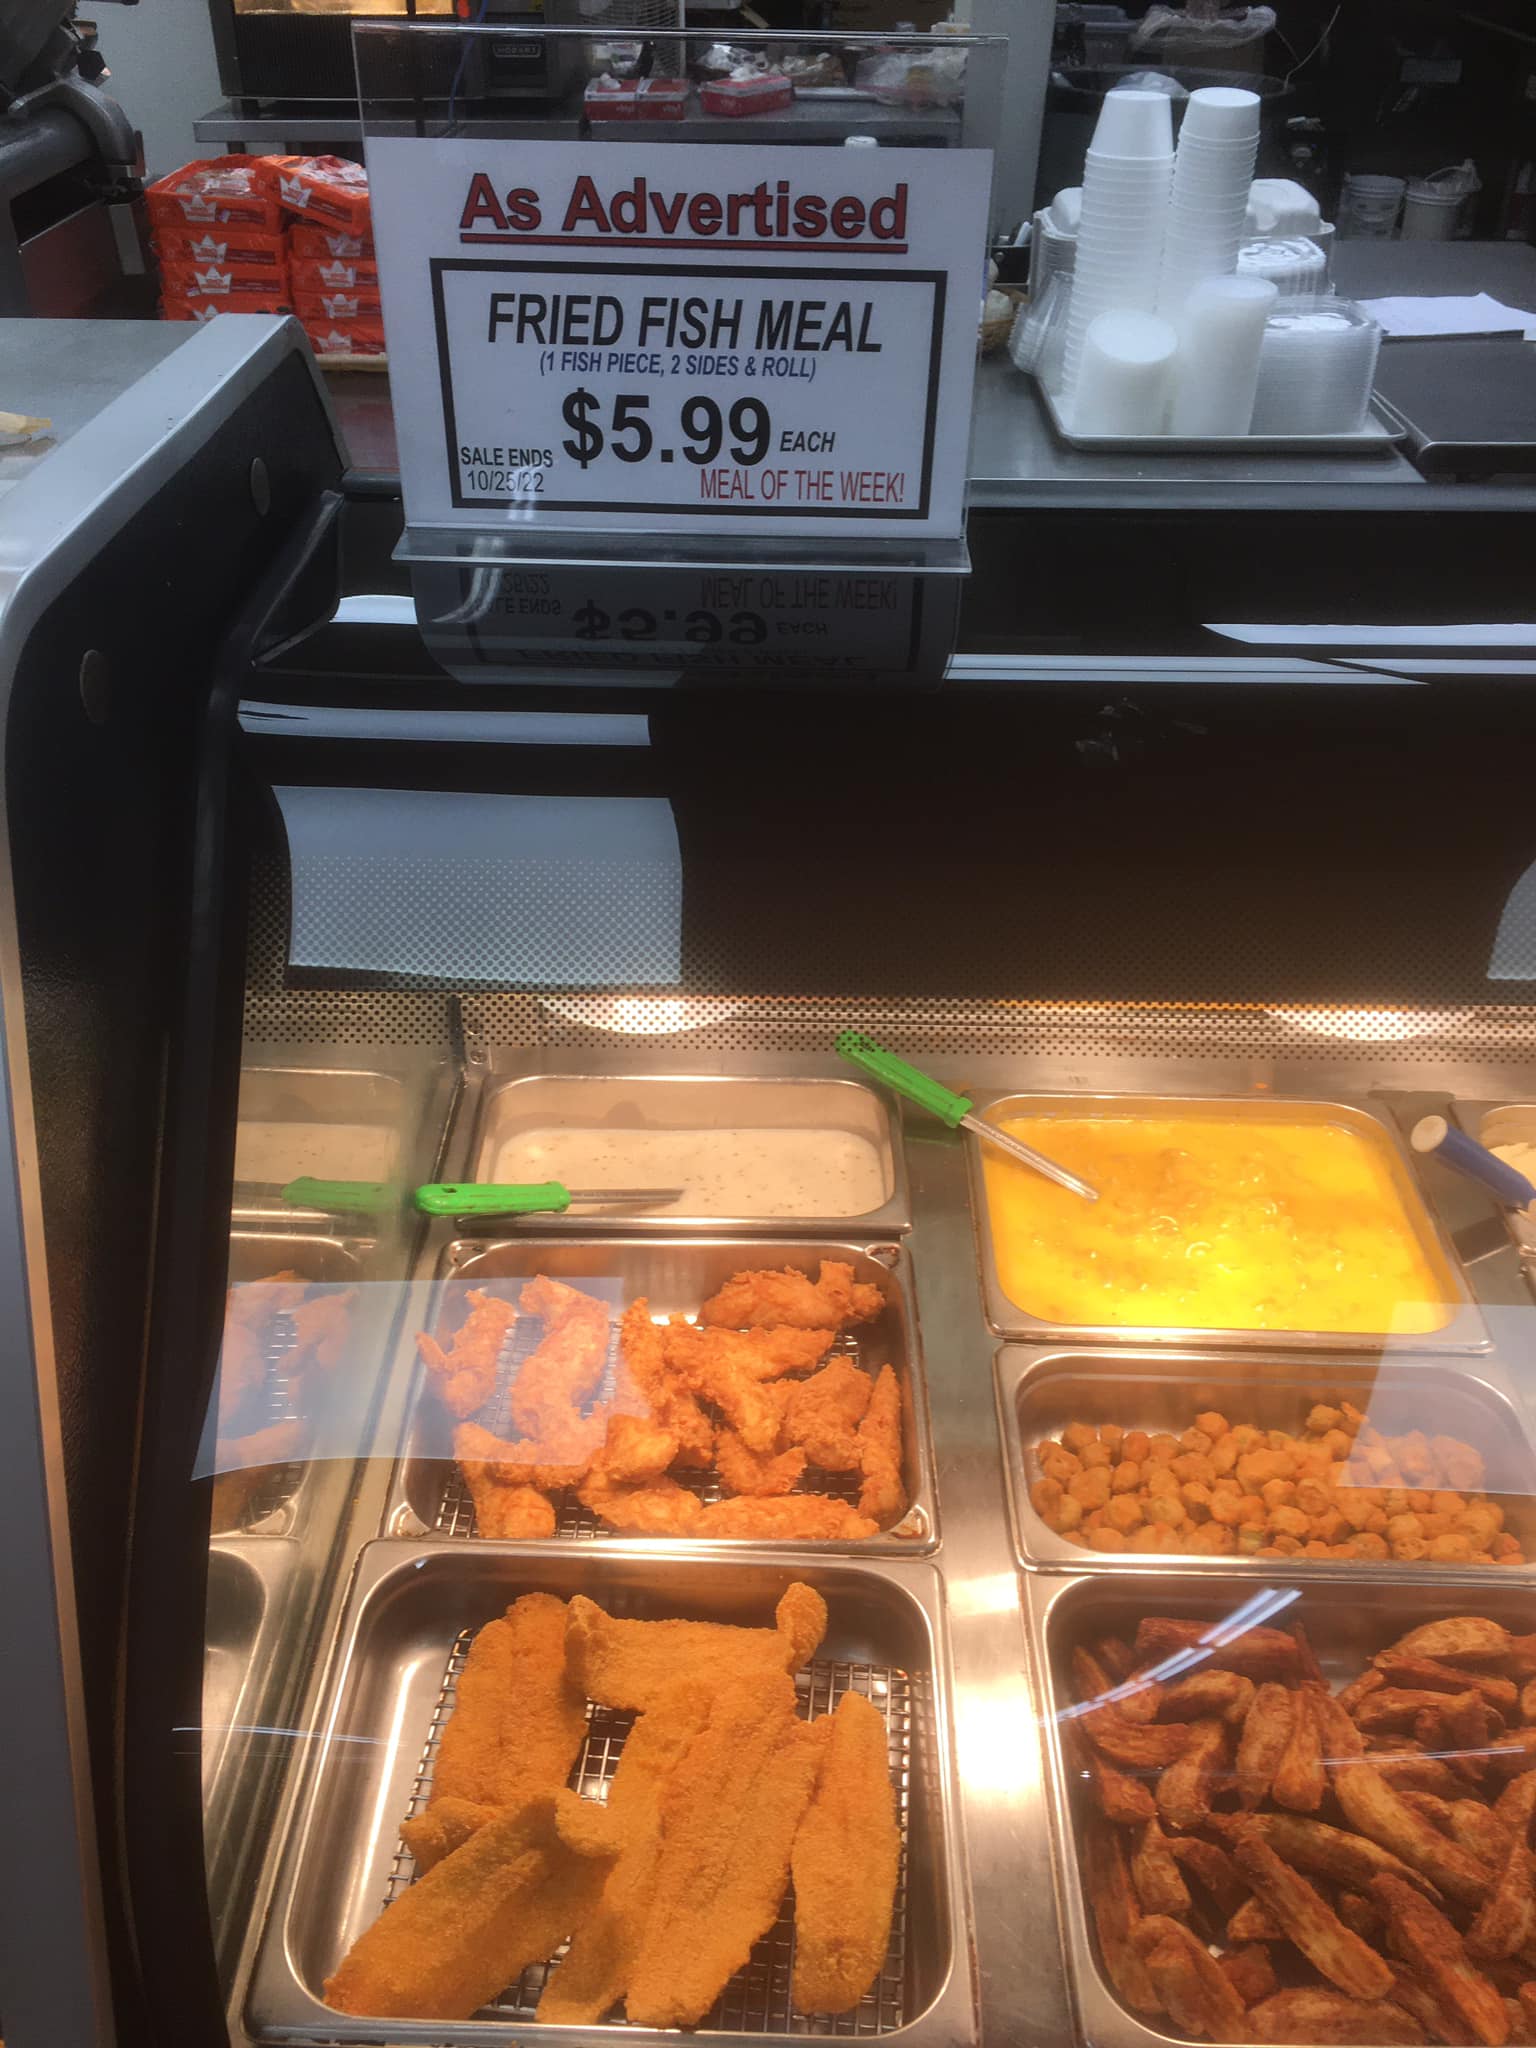 HOBART
As Advertised
FRIED FISH MEAL
(1 FISH PIECE, 2 SIDES & ROLL)
$5.99 EACH
SALE ENDS
10/25/22
MEAL OF THE WEEK!